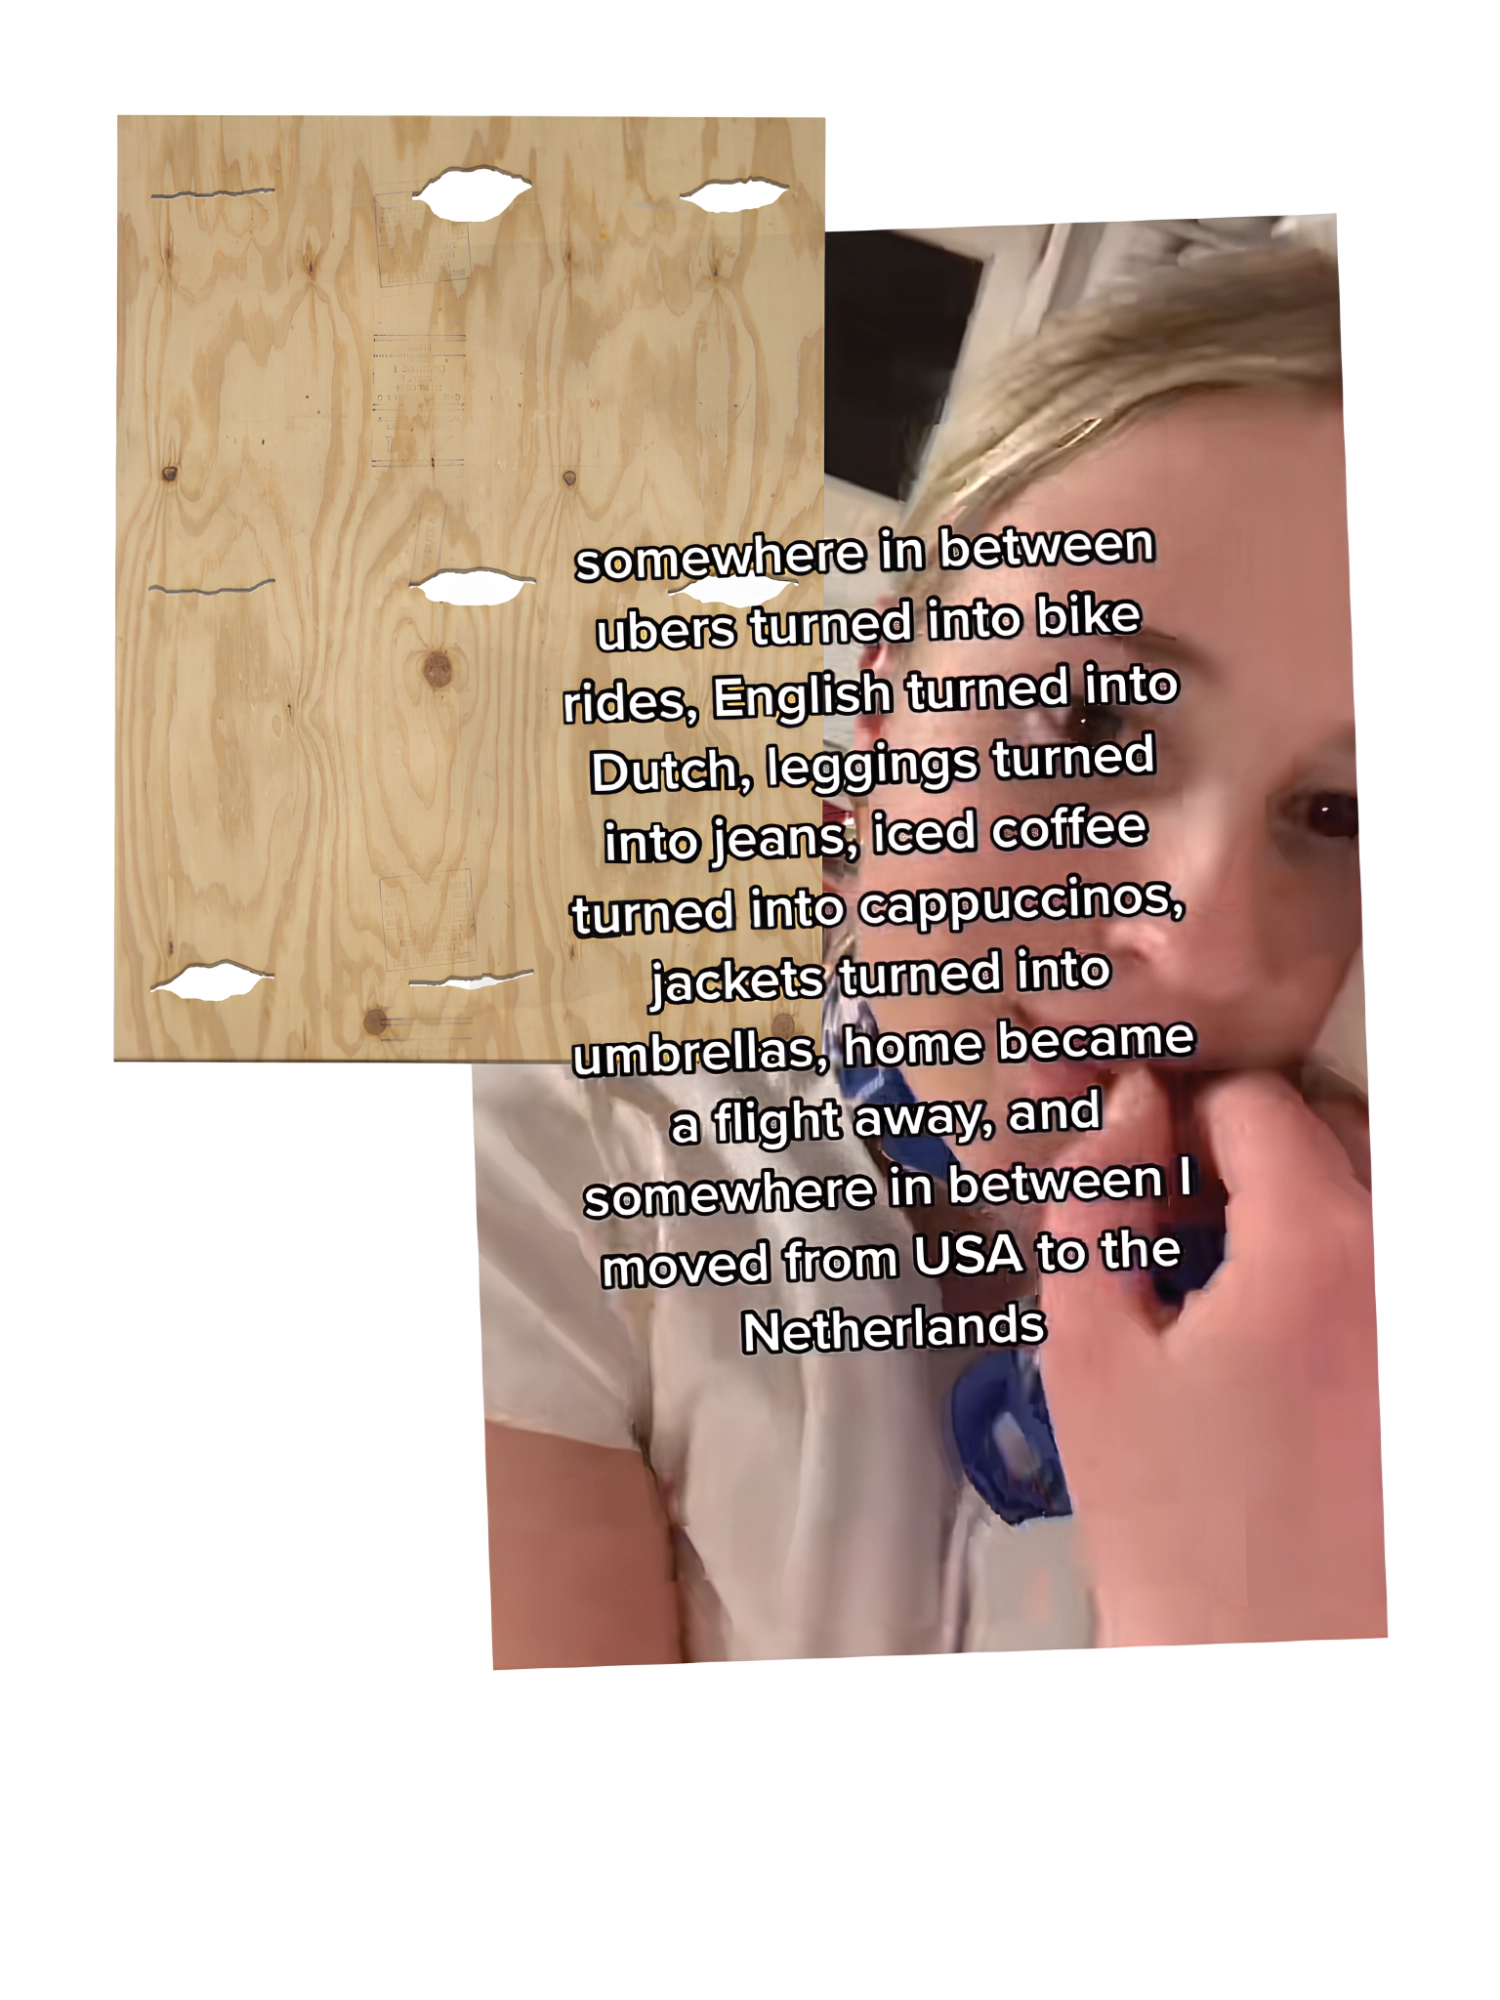 somewhere in between
ubers turned into bike
rides, English turned into
Dutch, leggings turned
into jeans, iced coffee
turned into cappuccinos,
jackets turned into
umbrellas, home became
a flight away, and
somewhere in between I
moved from USA to the
Netherlands